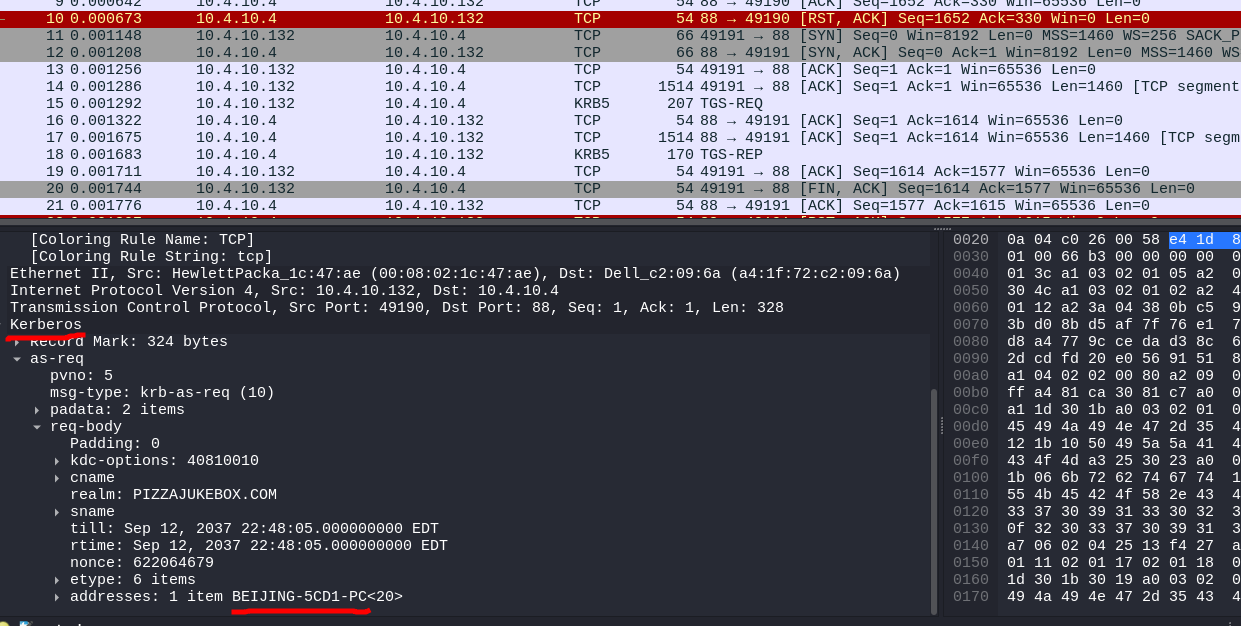 9 0.000642 10.4.10.4 10.4.10.132 TCP 54 88 → 49190 [ACK] Seq=1652 Ack=330 Win=65536 Len=0
10 0.000673 10.4.10.4 10.4.10.132 TCP 54 88 → 49190 [RST, ACK] Seq=1652 Ack=330 Win=0 Len=0
11 0.001148 10.4.10.132 10.4.10.4 TCP 66 49191 → 88 [SYN] Seq=0 Win=8192 Len=0 MSS=1460 WS=256 SACK_P
12 0.001208 10.4.10.4 10.4.10.132 TCP 66 88 → 49191 [SYN, ACK] Seq=0 Ack=1 Win=8192 Len=0 MSS=1460 WS
13 0.001256 10.4.10.132 10.4.10.4 TCP 54 49191 → 88 [ACK] Seq=1 Ack=1 Win=65536 Len=0
14 0.001286 10.4.10.132 10.4.10.4 TCP 1514 49191 → 88 [ACK] Seq=1 Ack=1 Win=65536 Len=1460 [TCP segment
15 0.001292 10.4.10.132 10.4.10.4 KRB5 207 TGS-REQ
16 0.001322 10.4.10.4 10.4.10.132 TCP 54 88 → 49191 [ACK] Seq=1 Ack=1614 Win=65536 Len=0
17 0.001675 10.4.10.4 10.4.10.132 TCP 1514 88 → 49191 [ACK] Seq=1 Ack=1614 Win=65536 Len=1460 [TCP segm
18 0.001683 10.4.10.4 10.4.10.132 KRB5 170 TGS-REP
19 0.001711 10.4.10.132 10.4.10.4 TCP 54 49191 → 88 [ACK] Seq=1614 Ack=1577 Win=65536 Len=0
20 0.001744 10.4.10.132 10.4.10.4 TCP 54 49191 → 88 [FIN, ACK] Seq=1614 Ack=1577 Win=65536 Len=0
21 0.001776 10.4.10.4 10.4.10.132 TCP 54 88 → 49191 [ACK] Seq=1577 Ack=1615 Win=65536 Len=0
[Coloring Rule Name: TCP]
[Coloring Rule String: tcp]
Ethernet II, Src: HewlettPacka_1c:47:ae (00:08:02:1c:47:ae), Dst: Dell_c2:09:6a (a4:1f:72:c2:09:6a)
Internet Protocol Version 4, Src: 10.4.10.132, Dst: 10.4.10.4
Transmission Control Protocol, Src Port: 49190, Dst Port: 88, Seq: 1, Ack: 1, Len: 328
Kerberos
Record Mark: 324 bytes
as-req
pvno: 5
msg-type: krb-as-req (10)
padata: 2 items
req-body
Padding: 0
kdc-options: 40810010
cname
realm: PIZZAJUKEBOX.COM
sname
till: Sep 12, 2037 22:48:05.000000000 EDT
rtime: Sep 12, 2037 22:48:05.000000000 EDT
nonce: 622064679
etype: 6 items
addresses: 1 item BEIJING-5CD1-PC<20>
0020 0a 04 c0 26 00 58 e4 1d 8
0030 01 00 66 b3 00 00 00 00 0
0040 01 3c a1 03 02 01 05 a2 0
0050 30 4c a1 03 02 01 02 a2 4
0060 01 12 a2 3a 04 38 0b c5 9
0070 3b d0 8b d5 af 7f 76 e1 7
0080 d8 a4 77 9c ce da d3 8c 6
0090 2d cd fd 20 e0 56 91 51 8
00a0 a1 04 02 02 00 80 a2 09 0
00b0 ff a4 81 ca 30 81 c7 a0 0
00c0 a1 1d 30 1b a0 03 02 01 0
00d0 45 49 4a 49 4e 47 2d 35 4
00e0 12 1b 10 50 49 5a 5a 41 4
00f0 43 4f 4d a3 25 30 23 a0 0
0100 1b 06 6b 72 62 74 67 74 1
0110 55 4b 45 42 4f 58 2e 43 4
0120 33 37 30 39 31 33 30 32 3
0130 0f 32 30 33 37 30 39 31 3
0140 a7 06 02 04 25 13 f4 27 a
0150 01 11 02 01 17 02 01 18 0
0160 1d 30 1b 30 19 a0 03 02 0
0170 49 4a 49 4e 47 2d 35 43 4